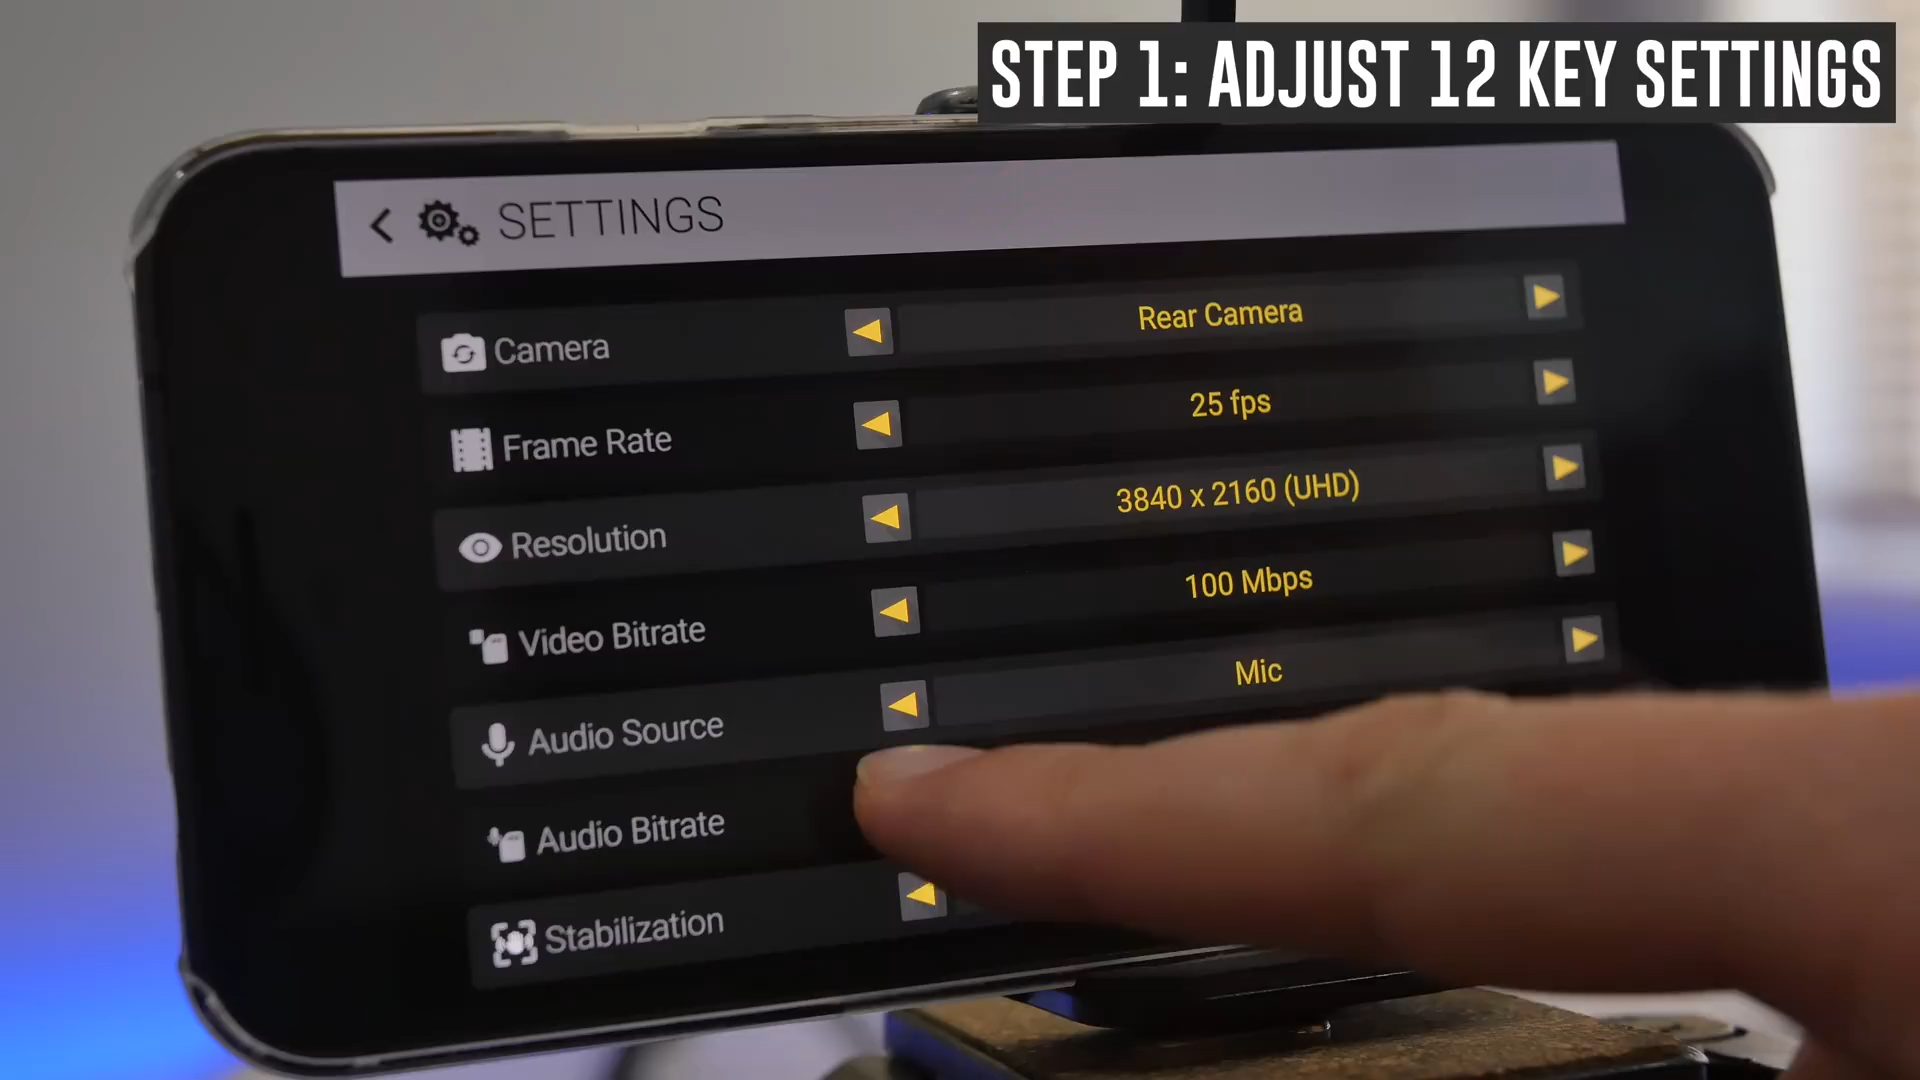 STEP 1: ADJUST 12 KEY SETTINGS
SETTINGS
Camera Rear Camera
Frame Rate 25 fps
Resolution 3840 x 2160 (UHD)
Video Bitrate 100 Mbps
Audio Source Mic
Audio Bitrate
Stabilization